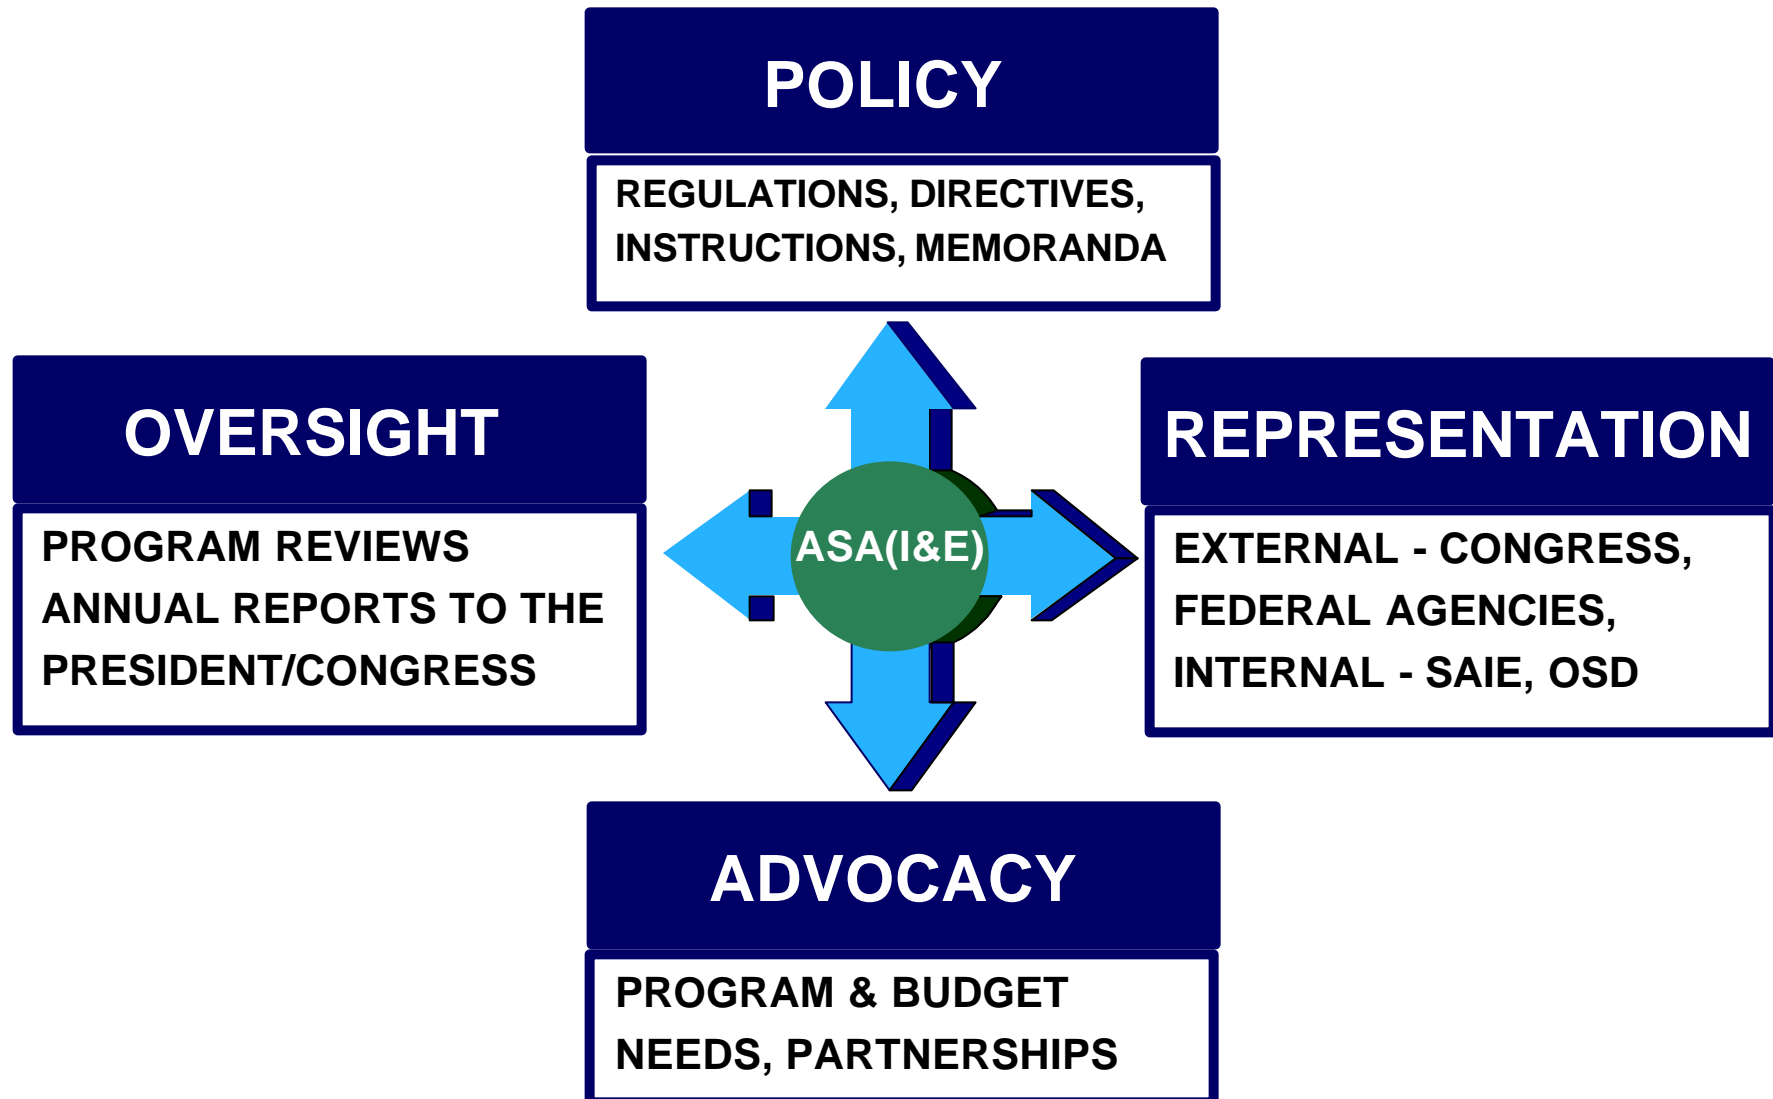 POLICY
REGULATIONS, DIRECTIVES,
INSTRUCTIONS, MEMORANDA
OVERSIGHT
PROGRAM REVIEWS
ANNUAL REPORTS TO THE
PRESIDENT/CONGRESS
ASA(I&E)
REPRESENTATION
EXTERNAL - CONGRESS,
FEDERAL AGENCIES,
INTERNAL - SAIE, OSD
ADVOCACY
PROGRAM & BUDGET
NEEDS, PARTNERSHIPS